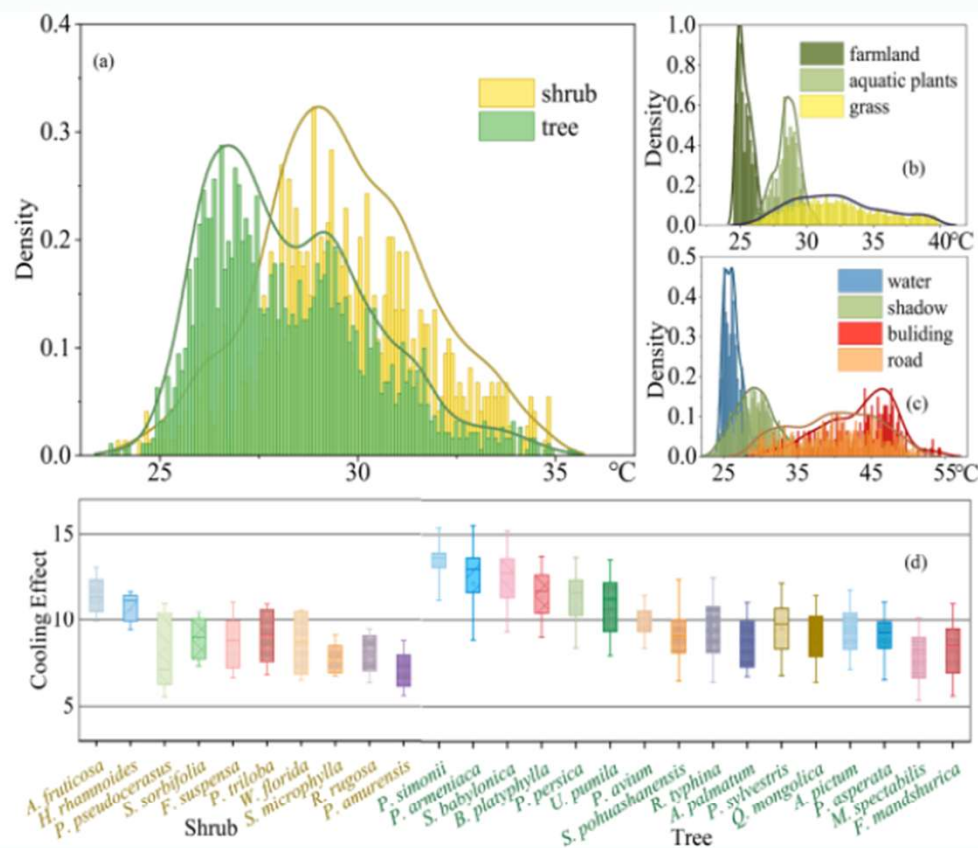 0.4
(a)
shrub
tree
0.3
0.2
0.1
0.0
Density
25
30
35
℃
1.0
farmland
aquatic plants
grass
0.8
0.6
0.4
0.2
0.0
Density
(b)
25
30
35
40℃
0.5
water
shadow
buliding
road
0.4
0.3
0.2
0.1
0.0
Density
(c)
25
35
45
55℃
15
10
5
Cooling Effect
(d)
A. fruticosa
H. rhamnoides
P. pseudocerasus
S. sorbifolia
F. suspensa
P. triloba
W. florida
S. microphylla
R. rugosa
P. amurensis
P. simonii
P. armeniaca
S. babylonica
B. platyphylla
P. persica
U. pumila
P. avium
S. pohuashanensis
R. typhina
A. palmatum
P. sylvestris
Q. mongolica
A. pictum
P. asperata
M. spectabilis
F. mandshurica
Shrub
Tree